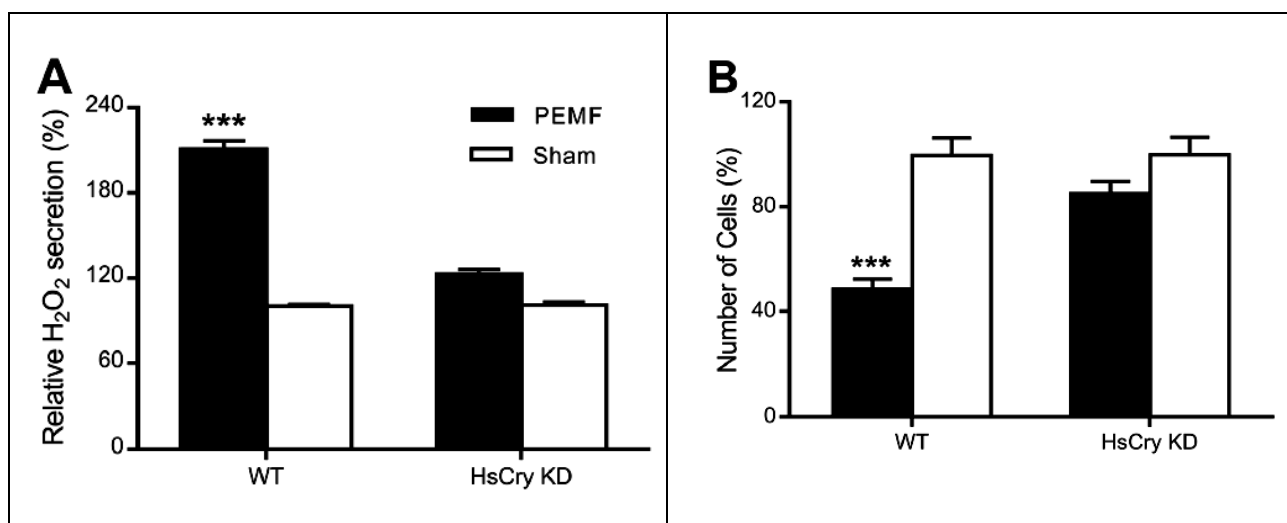 A
Relative H₂O₂ secretion (%)
240
180
120
60
0
***
PEMF
Sham
WT
HsCry KD
B
Number of Cells (%)
120
80
40
0
***
WT
HsCry KD